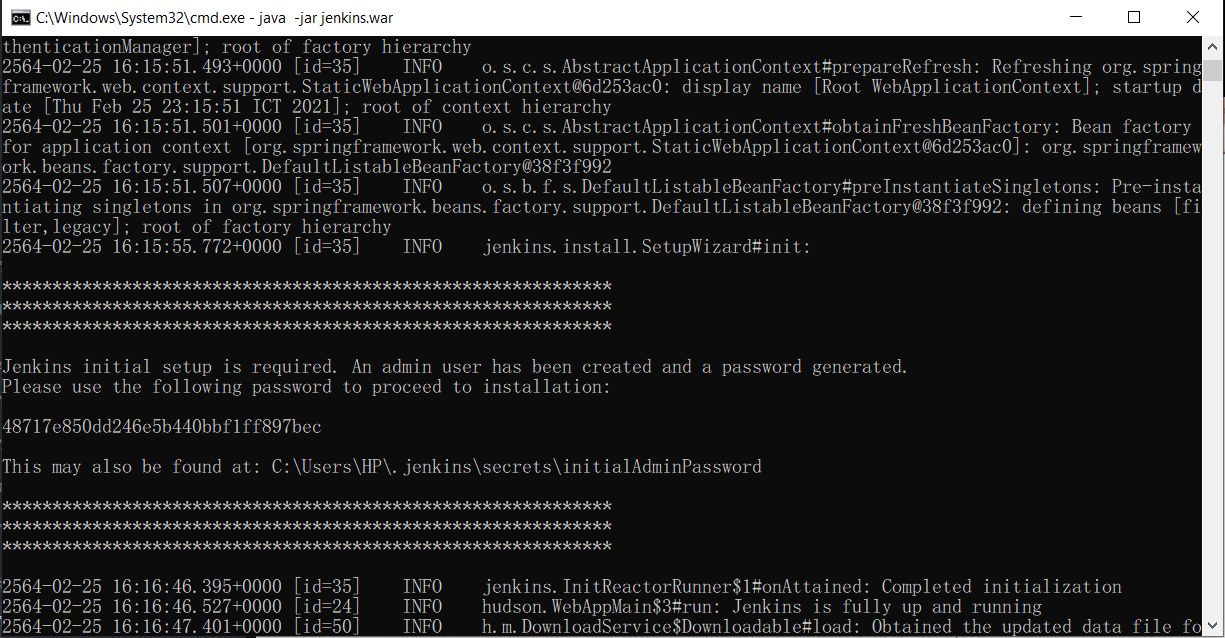 C:\Windows\System32\cmd.exe - java -jar jenkins.war
thenticationManager]; root of factory hierarchy
2564-02-25 16:15:51.493+0000 [id=35] INFO o.s.c.s.AbstractApplicationContext#prepareRefresh: Refreshing org.spring
framework.web.context.support.StaticWebApplicationContext@6d253ac0: display name [Root WebApplicationContext]; startup d
ate [Thu Feb 25 23:15:51 ICT 2021]; root of context hierarchy
2564-02-25 16:15:51.501+0000 [id=35] INFO o.s.c.s.AbstractApplicationContext#obtainFreshBeanFactory: Bean factory
for application context [org.springframework.web.context.support.StaticWebApplicationContext@6d253ac0]: org.springframew
ork.beans.factory.support.DefaultListableBeanFactory@38f3f992
2564-02-25 16:15:51.507+0000 [id=35] INFO o.s.b.f.s.DefaultListableBeanFactory#preInstantiateSingletons: Pre-insta
ntiating singletons in org.springframework.beans.factory.support.DefaultListableBeanFactory@38f3f992: defining beans [fi
lter,legacy]; root of factory hierarchy
2564-02-25 16:15:55.772+0000 [id=35] INFO jenkins.install.SetupWizard#init:
*************************************************************
*************************************************************
*************************************************************
Jenkins initial setup is required. An admin user has been created and a password generated.
Please use the following password to proceed to installation:
48717e850dd246e5b440bbf1ff897bec
This may also be found at: C:\Users\HP\.jenkins\secrets\initialAdminPassword
*************************************************************
*************************************************************
*************************************************************
2564-02-25 16:16:46.395+0000 [id=35] INFO jenkins.InitReactorRunner$1#onAttained: Completed initialization
2564-02-25 16:16:46.527+0000 [id=24] INFO hudson.WebAppMain$3#run: Jenkins is fully up and running
2564-02-25 16:16:47.401+0000 [id=50] INFO h.m.DownloadService$Downloadable#load: Obtained the updated data file fo